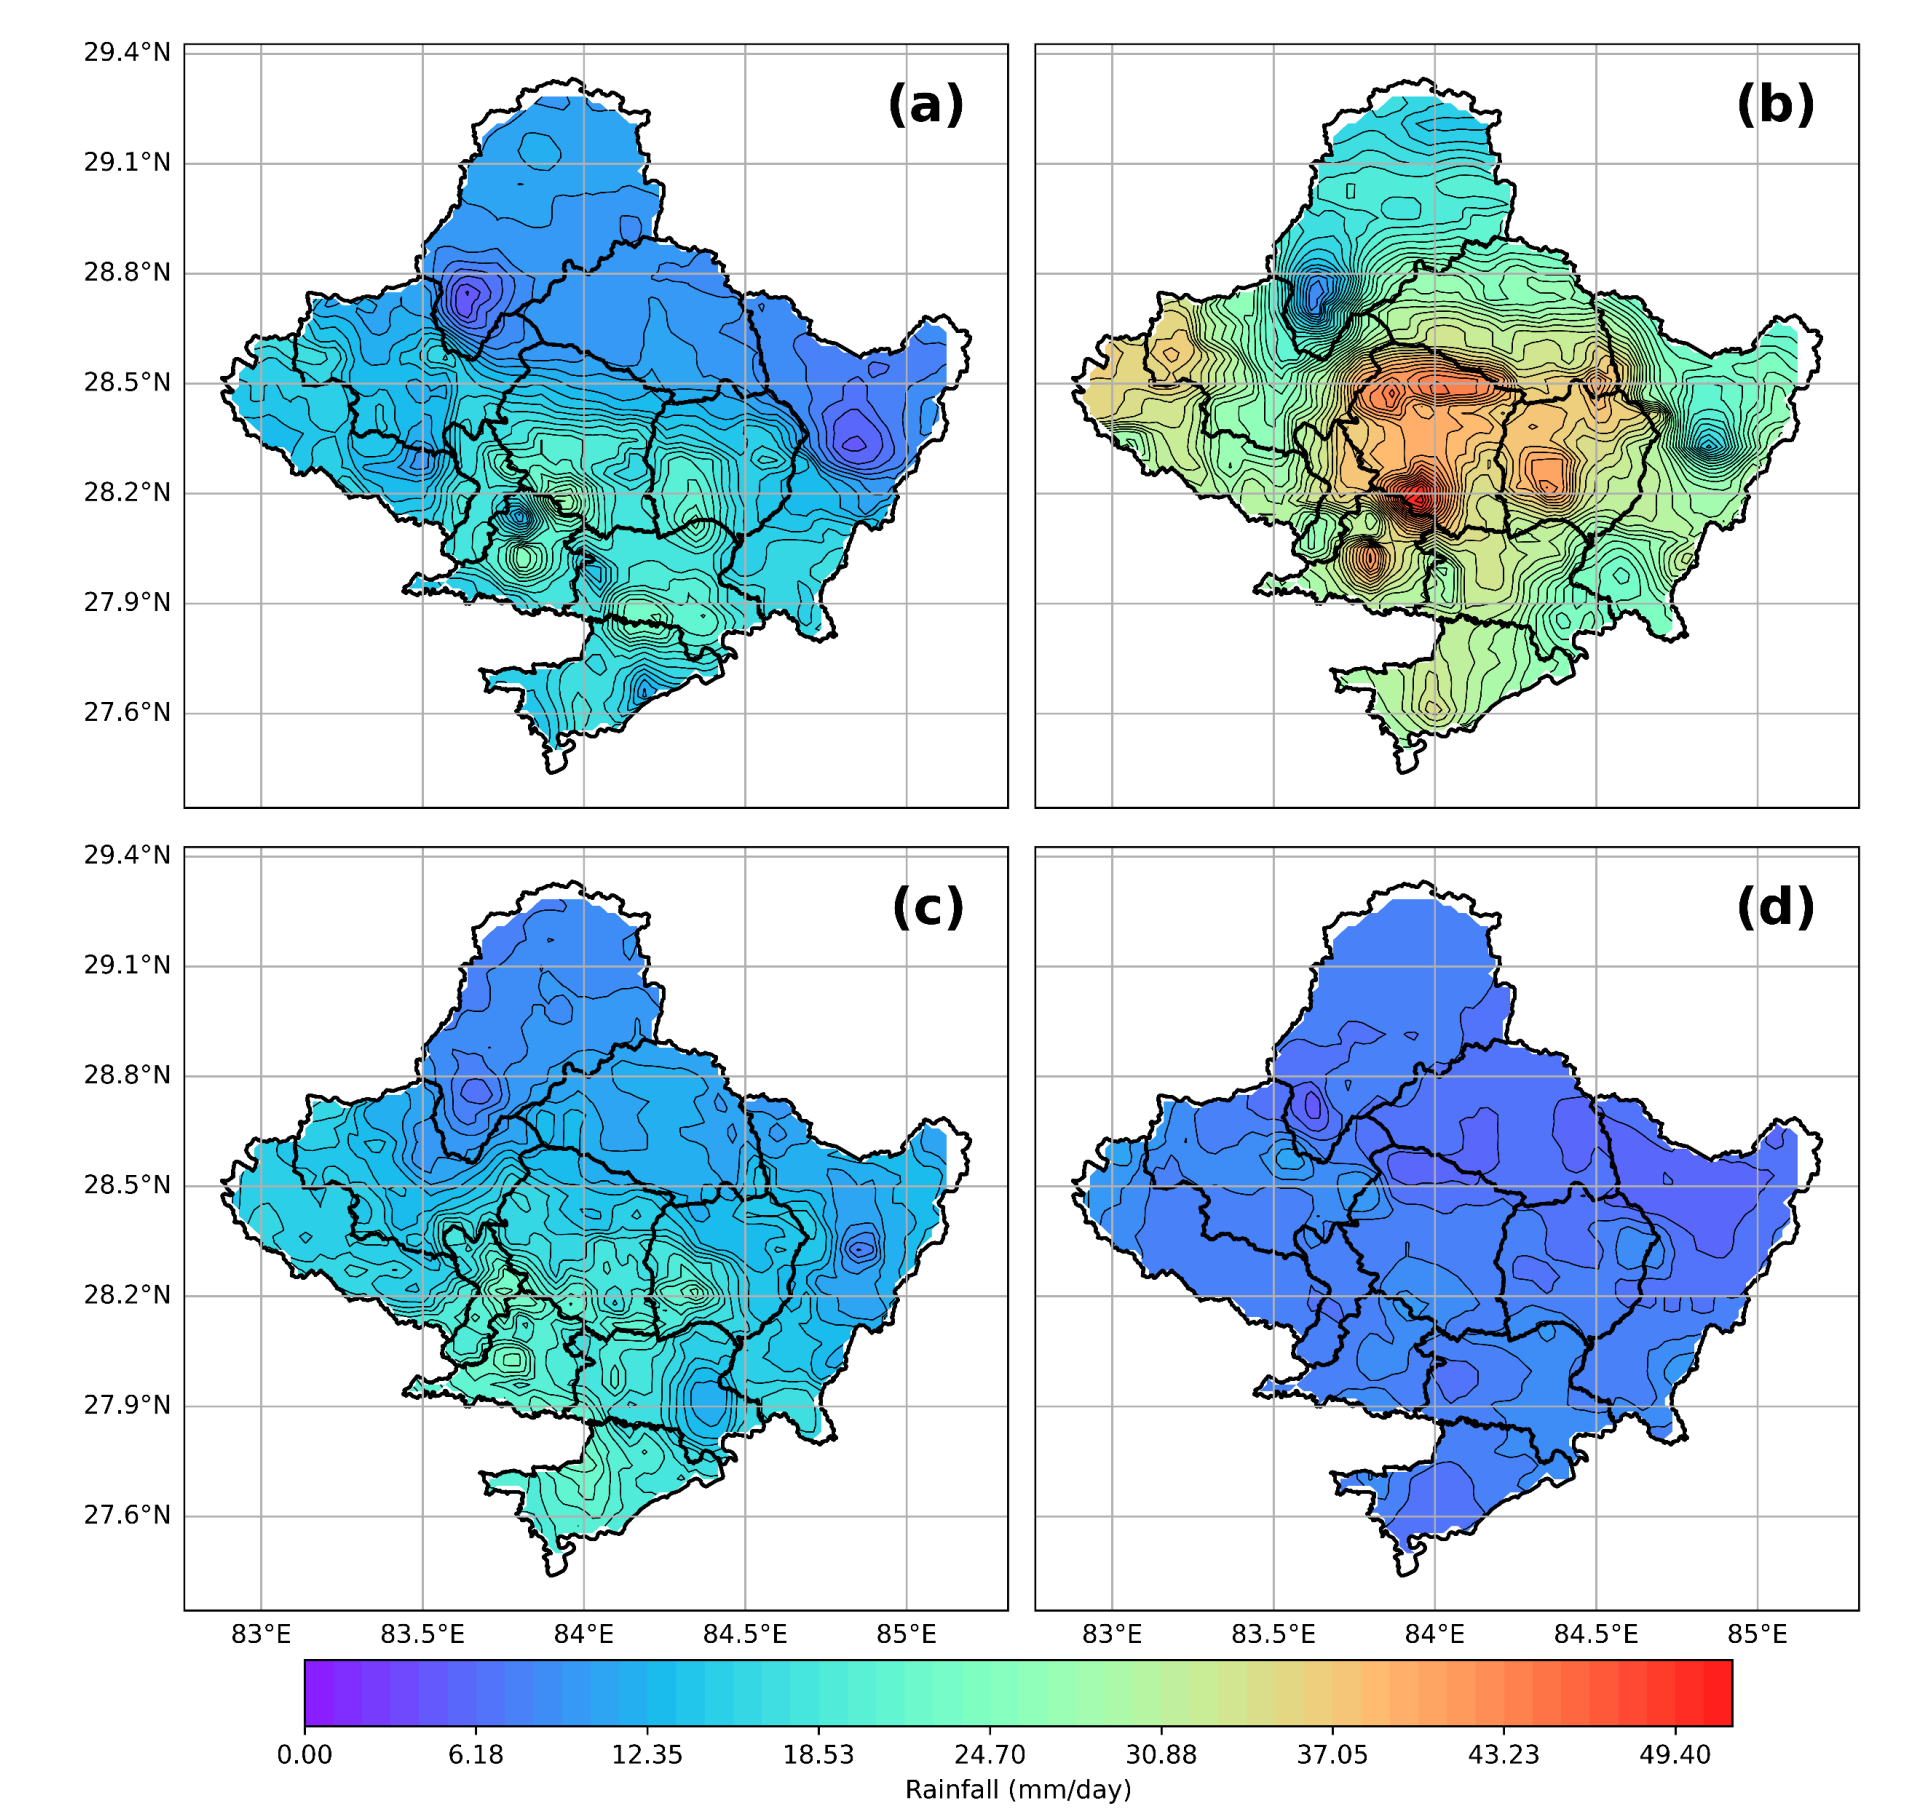 29.4°N
29.1°N
28.8°N
28.5°N
28.2°N
27.9°N
27.6°N
(a)
(b)
29.4°N
29.1°N
28.8°N
28.5°N
28.2°N
27.9°N
27.6°N
(c)
(d)
83°E 83.5°E 84°E 84.5°E 85°E 83°E 83.5°E 84°E 84.5°E 85°E
0.00 6.18 12.35 18.53 24.70 30.88 37.05 43.23 49.40
Rainfall (mm/day)